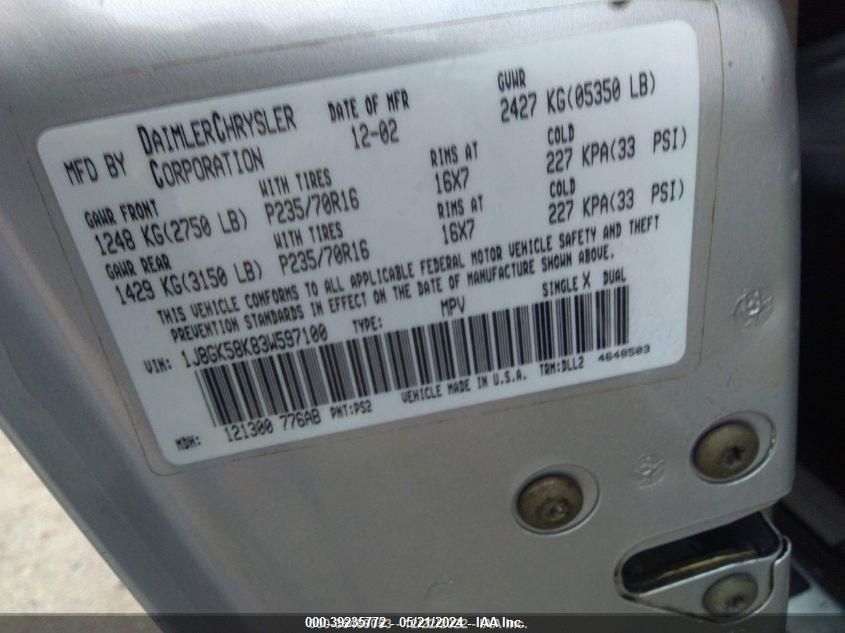 MFD BY DAIMLERCHRYSLER CORPORATION
DATE OF MFR 12-02
GVWR 2427 KG(05350 LB)
GAWR FRONT WITH TIRES RIMS AT COLD
1248 KG(2750 LB) P235/70R16 16X7 227 KPA(33 PSI)
GAWR REAR WITH TIRES RIMS AT COLD
1429 KG(3150 LB) P235/70R16 16X7 227 KPA(33 PSI)
THIS VEHICLE CONFORMS TO ALL APPLICABLE FEDERAL MOTOR VEHICLE SAFETY AND THEFT
PREVENTION STANDARDS IN EFFECT ON THE DATE OF MANUFACTURE SHOWN ABOVE.
VIN: 1J8GK58K83W597100 TYPE: MPV SINGLE X DUAL
MDH: 121300 776AB PNT:PS2 VEHICLE MADE IN U.S.A. TRM:DLL2 4648503
000-39235772 - 05/21/2024 - IAA Inc.